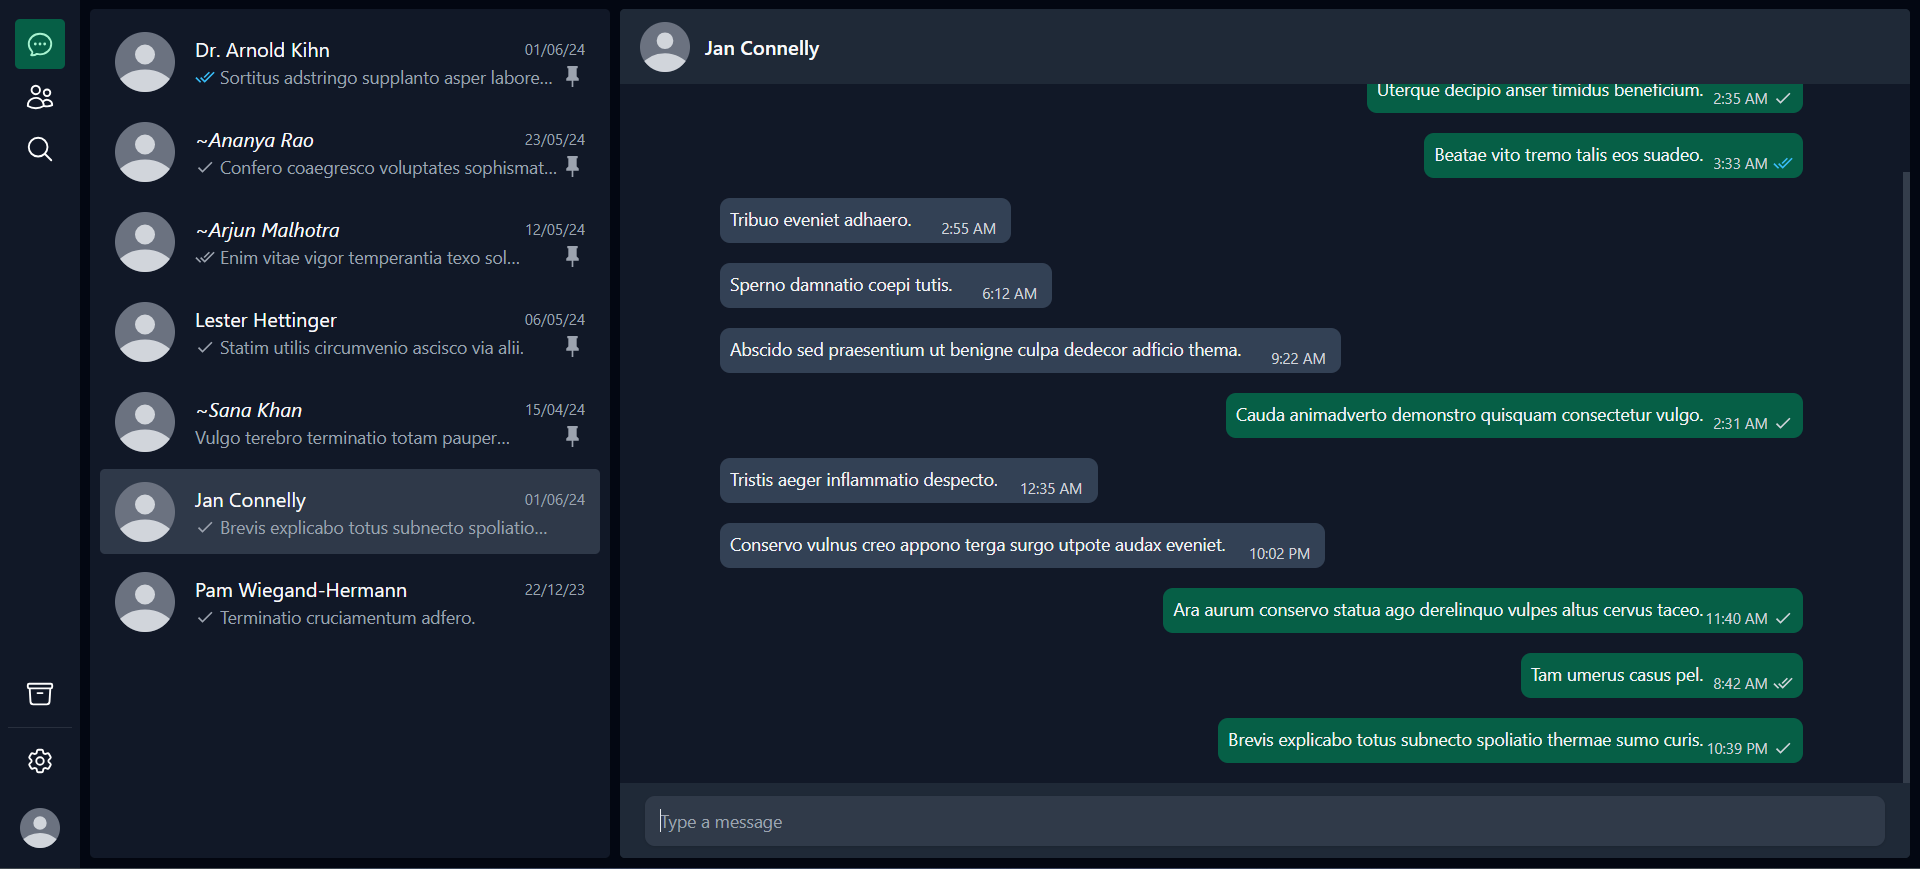 Dr. Arnold Kihn
01/06/24
Sortitus adstringo supplanto asper labore...
~Ananya Rao
23/05/24
Confero coaegresco voluptates sophismat...
~Arjun Malhotra
12/05/24
Enim vitae vigor temperantia texo sol...
Lester Hettinger
06/05/24
Statim utilis circumvenio ascisco via alii.
~Sana Khan
15/04/24
Vulgo terebro terminatio totam pauper...
Jan Connelly
01/06/24
Brevis explicabo totus subnecto spoliatio...
Pam Wiegand-Hermann
22/12/23
Terminatio cruciamentum adfero.
Jan Connelly
Uterque decipio anser timidus beneficium. 2:35 AM
Beatae vito tremo talis eos suadeo. 3:33 AM
Tribuo eveniet adhaero. 2:55 AM
Sperno damnatio coepi tutis. 6:12 AM
Abscido sed praesentium ut benigne culpa dedecor adficio thema. 9:22 AM
Cauda animadverto demonstro quisquam consectetur vulgo. 2:31 AM
Tristis aeger inflammatio despecto. 12:35 AM
Conservo vulnus creo appono terga surgo utpote audax eveniet. 10:02 PM
Ara aurum conservo statua ago derelinquo vulpes altus cervus taceo. 11:40 AM
Tam umerus casus pel. 8:42 AM
Brevis explicabo totus subnecto spoliatio thermae sumo curis. 10:39 PM
Type a message